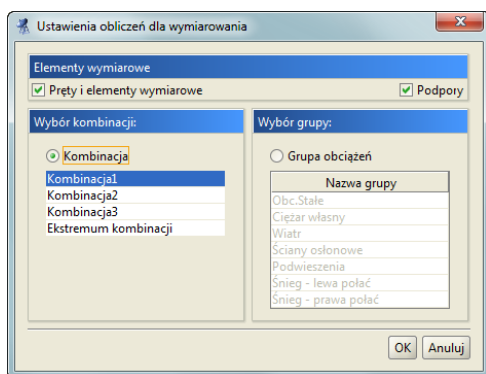 Ustawienia obliczeń dla wymiarowania
Elementy wymiarowe
Pręty i elementy wymiarowe
Podpory
Wybór kombinacji:
Kombinacja
Kombinacja1
Kombinacja2
Kombinacja3
Ekstremum kombinacji
Wybór grupy:
Grupa obciążeń
Nazwa grupy
Obc.Stałe
Ciężar własny
Wiatr
Ściany osłonowe
Podwieszenia
Śnieg - lewa połać
Śnieg - prawa połać
OK
Anuluj